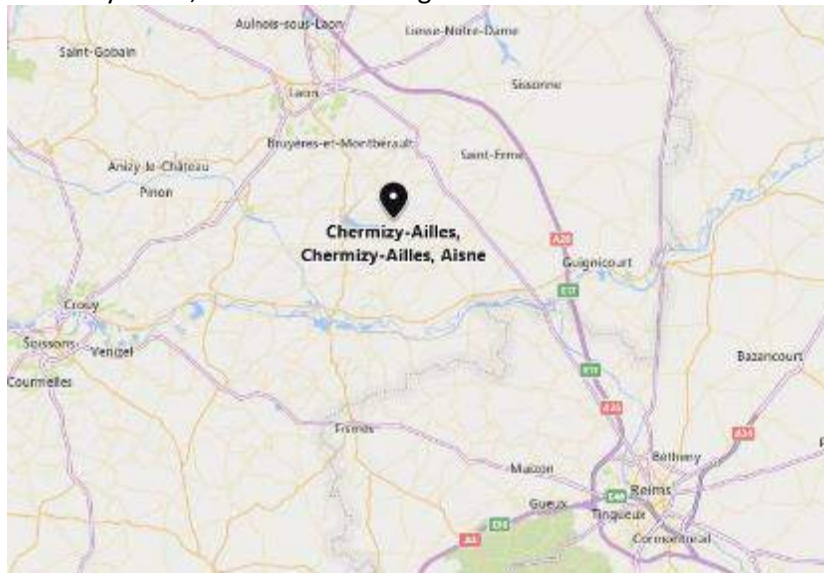 Aulnois-sous-Laon
Liesse-Notre-Dame
Saint-Gobain
Sissonne
Laon
Bruyères-et-Montbérault
Saint-Erme
Anizy-le-Château
Pinon
Chermizy-Ailles,
Chermizy-Ailles, Aisne
A26
Guignicourt
E17
Crouy
Soissons
Venizel
Bazancourt
Courmelles
E17
A26
A34
Fismes
Bétheny
Muizon
Reims
Gueux
E46
Tinqueux
E50
A4
Cormontreuil